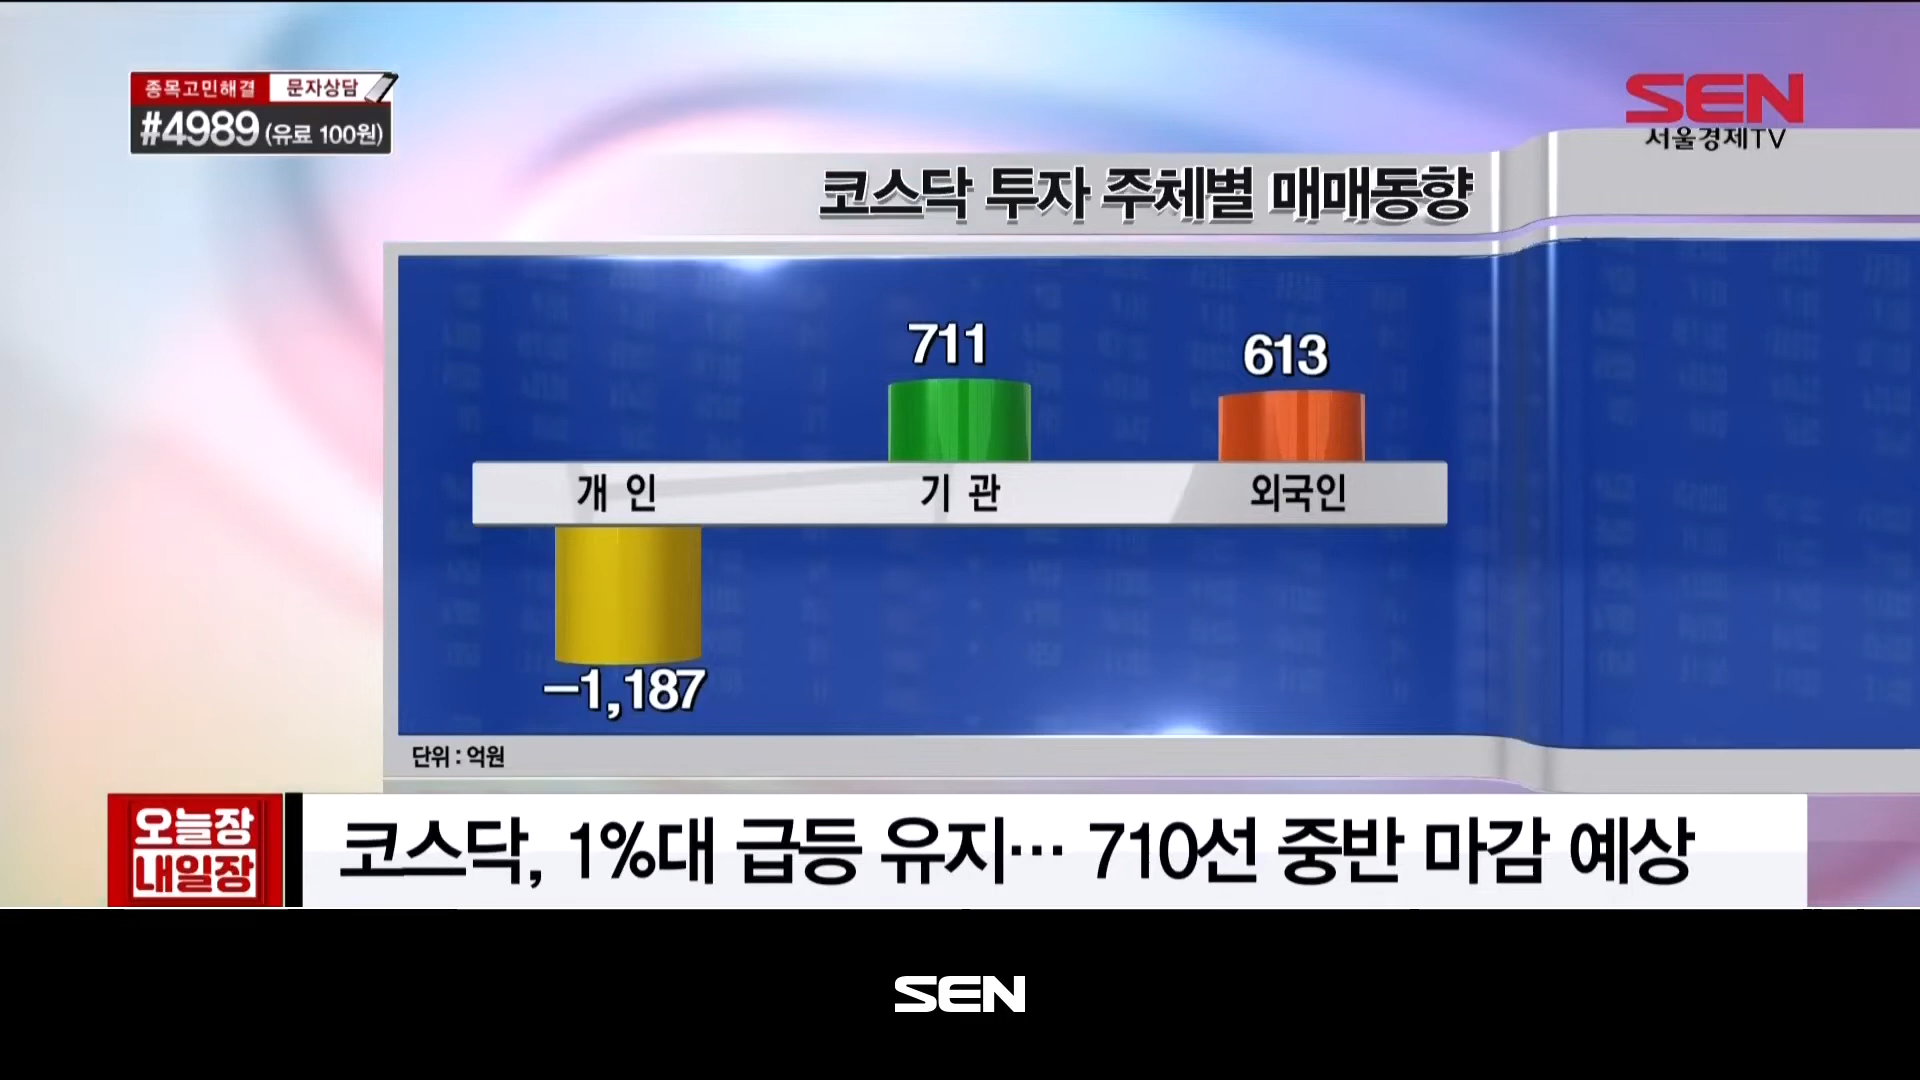 종목고민해결 문자상담
#4989 (유료 100원)
SEN
서울경제TV
코스닥 투자 주체별 매매동향
711
613
개 인
기 관
외국인
-1,187
단위 : 억원
오늘장
내일장
코스닥, 1%대 급등 유지… 710선 중반 마감 예상
SEN